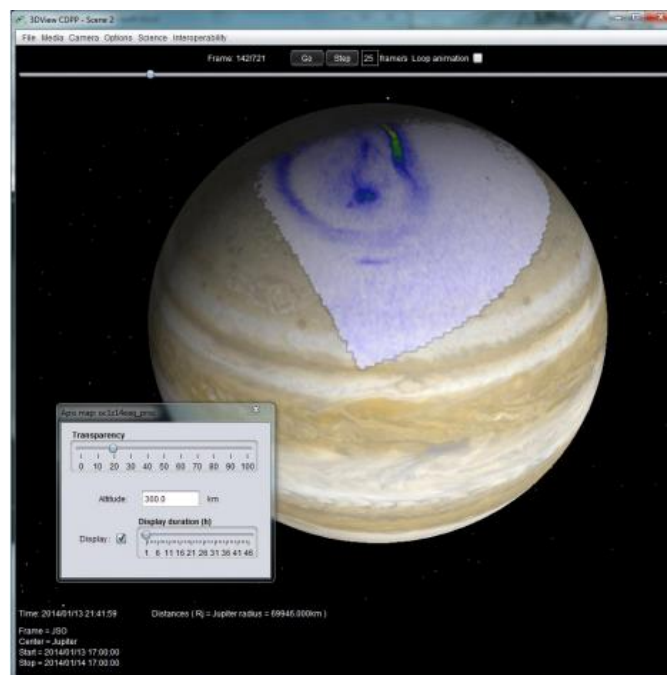 3DView CDPP - Scene 2
File Media Camera Options Science Interoperability
Frame: 142/721 Go Stop 25 frame/s Loop animation
Transparency
0 10 20 30 40 50 60 70 80 90 100
Altitude: 300.0 km
Display duration (h)
Display:
1 6 11 16 21 26 31 36 41 46
Time: 2014/01/13 21:41:59 Distances ( Rj = Jupiter radius = 69946.000km )
Frame = JSO
Center = Jupiter
Start = 2014/01/13 17:00:00
Stop = 2014/01/14 17:00:00